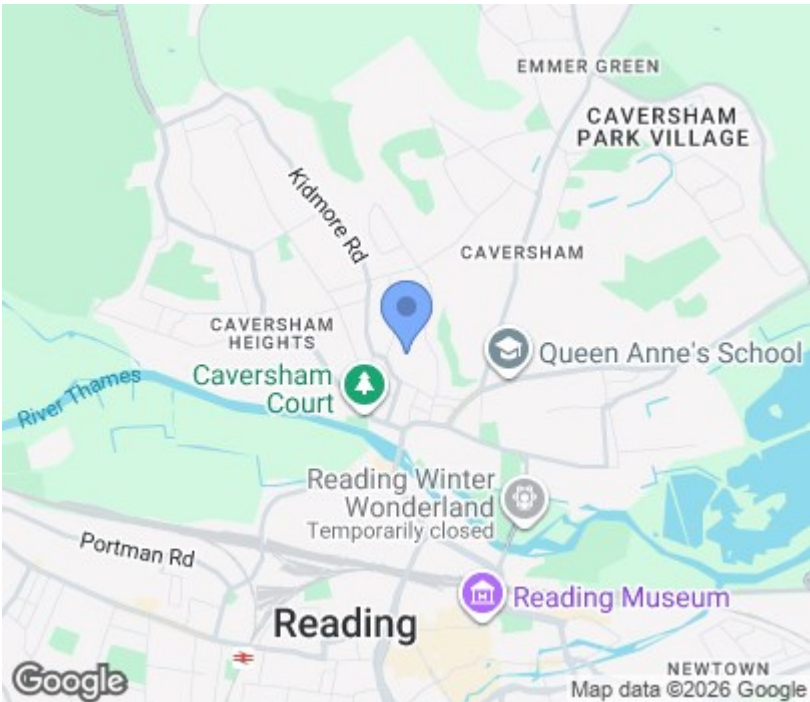 EMMER GREEN
CAVERSHAM
PARK VILLAGE
Kidmore Rd
CAVERSHAM
CAVERSHAM
HEIGHTS
Queen Anne's School
Caversham
Court
River Thames
Reading Winter
Wonderland
Temporarily closed
Portman Rd
Reading Museum
Reading
NEWTOWN
Google
Map data ©2026 Google